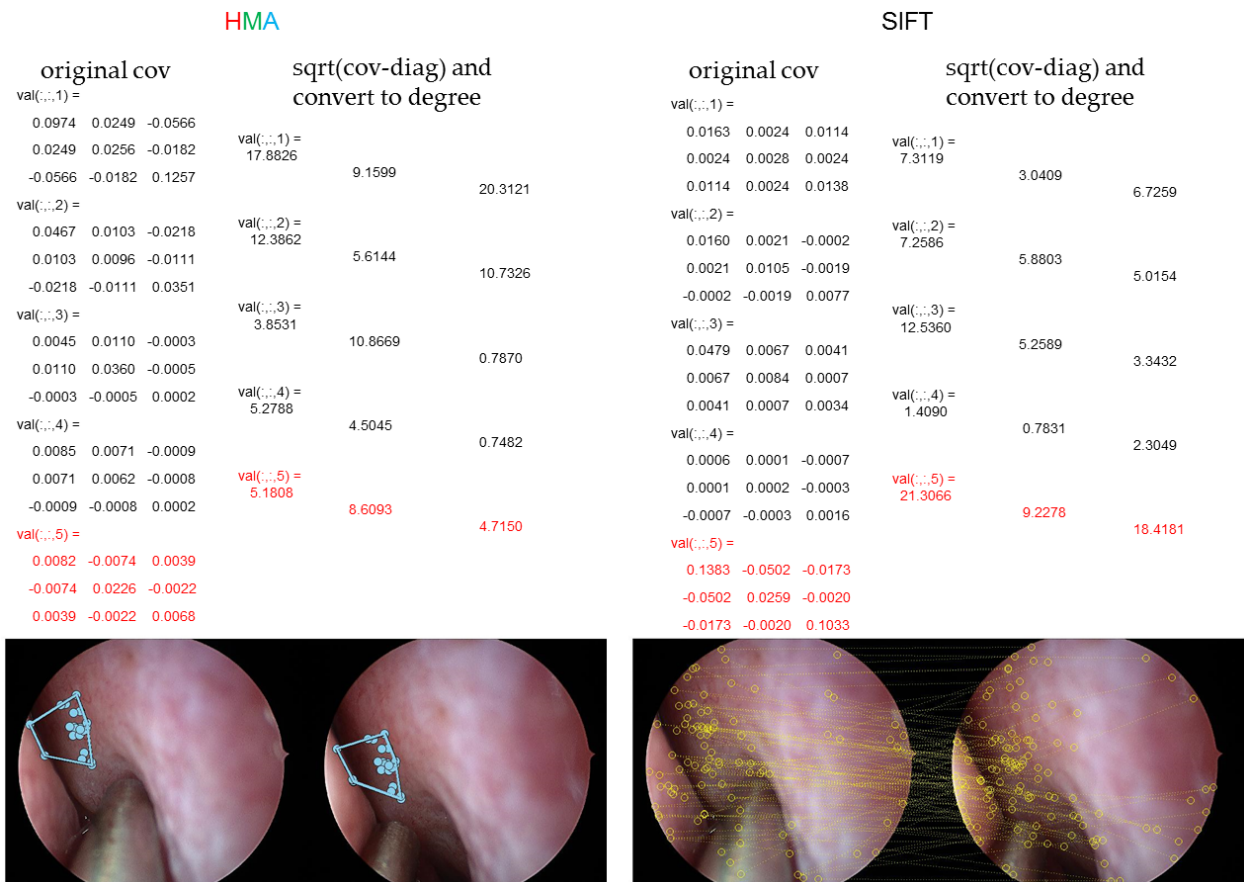 HMA
original cov
sqrt(cov-diag) and
convert to degree
val(:,:,1) =
0.0974 0.0249 -0.0566
0.0249 0.0256 -0.0182
-0.0566 -0.0182 0.1257
val(:,:,2) =
0.0467 0.0103 -0.0218
0.0103 0.0096 -0.0111
-0.0218 -0.0111 0.0351
val(:,:,3) =
0.0045 0.0110 -0.0003
0.0110 0.0360 -0.0005
-0.0003 -0.0005 0.0002
val(:,:,4) =
0.0085 0.0071 -0.0009
0.0071 0.0062 -0.0008
-0.0009 -0.0008 0.0002
val(:,:,5) =
0.0082 -0.0074 0.0039
-0.0074 0.0226 -0.0022
0.0039 -0.0022 0.0068
val(:,:,1) =
17.8826
9.1599
20.3121
val(:,:,2) =
12.3862
5.6144
10.7326
val(:,:,3) =
3.8531
10.8669
0.7870
val(:,:,4) =
5.2788
4.5045
0.7482
val(:,:,5) =
5.1808
8.6093
4.7150
SIFT
original cov
sqrt(cov-diag) and
convert to degree
val(:,:,1) =
0.0163 0.0024 0.0114
0.0024 0.0028 0.0024
0.0114 0.0024 0.0138
val(:,:,2) =
0.0160 0.0021 -0.0002
0.0021 0.0105 -0.0019
-0.0002 -0.0019 0.0077
val(:,:,3) =
0.0479 0.0067 0.0041
0.0067 0.0084 0.0007
0.0041 0.0007 0.0034
val(:,:,4) =
0.0006 0.0001 -0.0007
0.0001 0.0002 -0.0003
-0.0007 -0.0003 0.0016
val(:,:,5) =
0.1383 -0.0502 -0.0173
-0.0502 0.0259 -0.0020
-0.0173 -0.0020 0.1033
val(:,:,1) =
7.3119
3.0409
6.7259
val(:,:,2) =
7.2586
5.8803
5.0154
val(:,:,3) =
12.5360
5.2589
3.3432
val(:,:,4) =
1.4090
0.7831
2.3049
val(:,:,5) =
21.3066
9.2278
18.4181